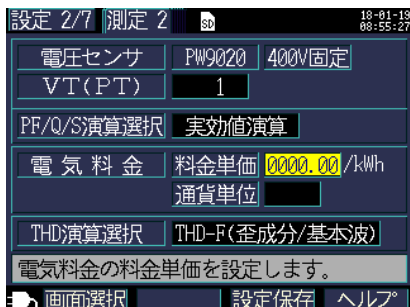 設定 2/7 測定 2 SD 18-01-19
08:55:27
電圧センサ PW9020 400V固定
VT(PT) 1
PF/Q/S演算選択 実効値演算
電気料金 料金単価 0000.00 /kWh
通貨単位
THD演算選択 THD-F(歪成分/基本波)
電気料金の料金単価を設定します。
画面選択 設定保存 ヘルプ